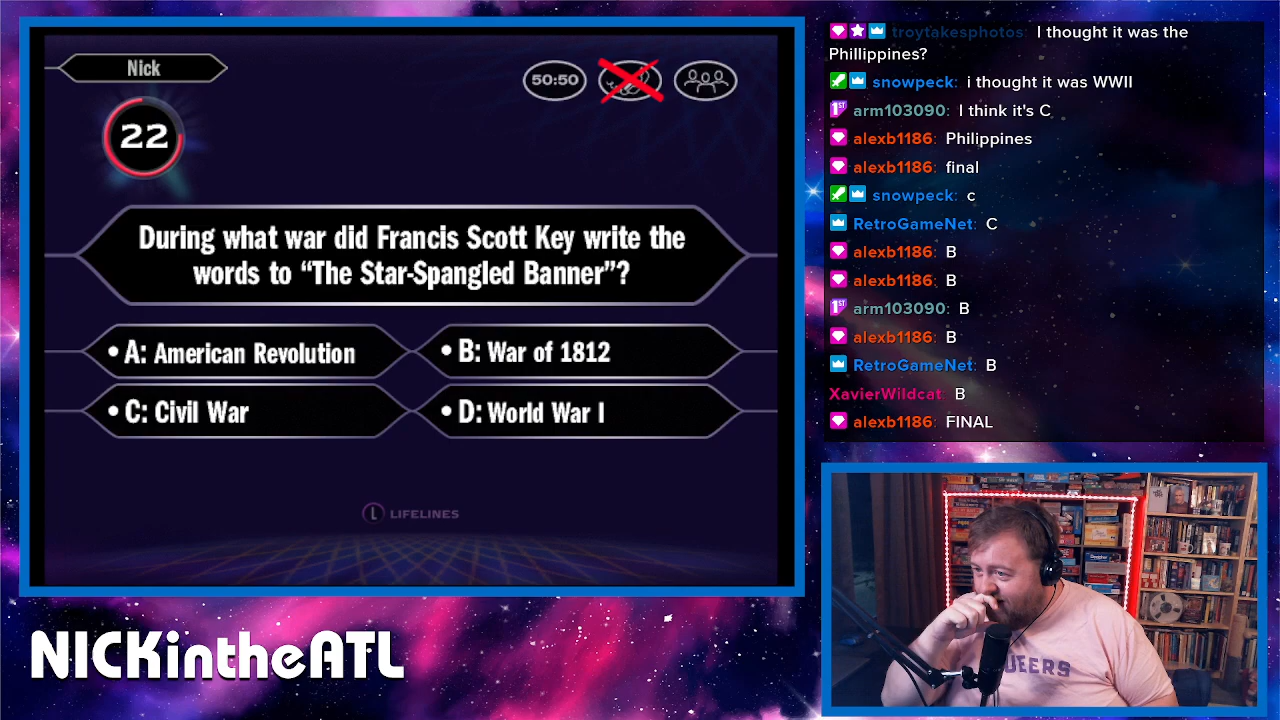 Nick
22
50:50
During what war did Francis Scott Key write the
words to “The Star-Spangled Banner”?
• A: American Revolution
• B: War of 1812
• C: Civil War
• D: World War I
L LIFELINES
NICKintheATL
troytakesphotos: I thought it was the
Phillippines?
snowpeck: i thought it was WWII
1ST arm103090: I think it's C
alexb1186: Philippines
alexb1186: final
snowpeck: c
RetroGameNet: C
alexb1186: B
alexb1186: B
1ST arm103090: B
alexb1186: B
RetroGameNet: B
XavierWildcat: B
alexb1186: FINAL